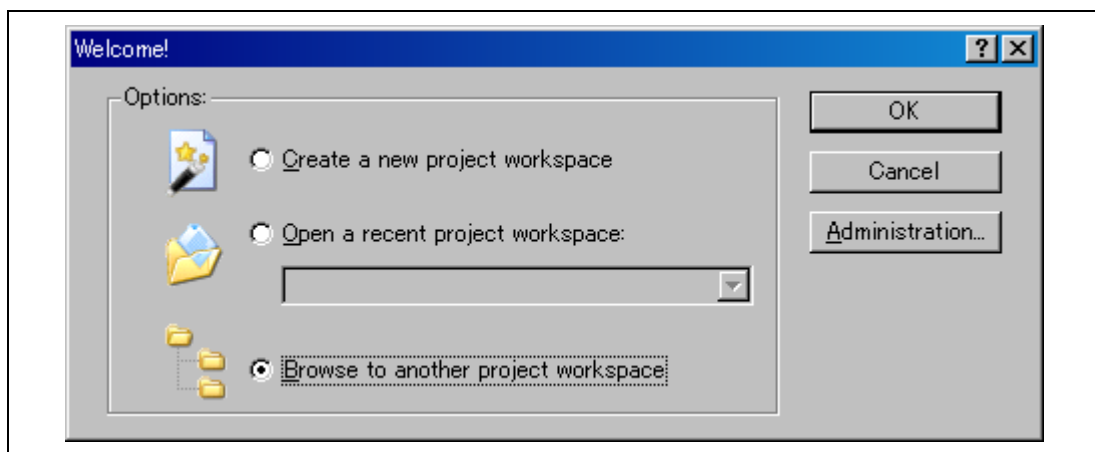 Welcome!
Options:
Create a new project workspace
Open a recent project workspace:
Browse to another project workspace
OK
Cancel
Administration...